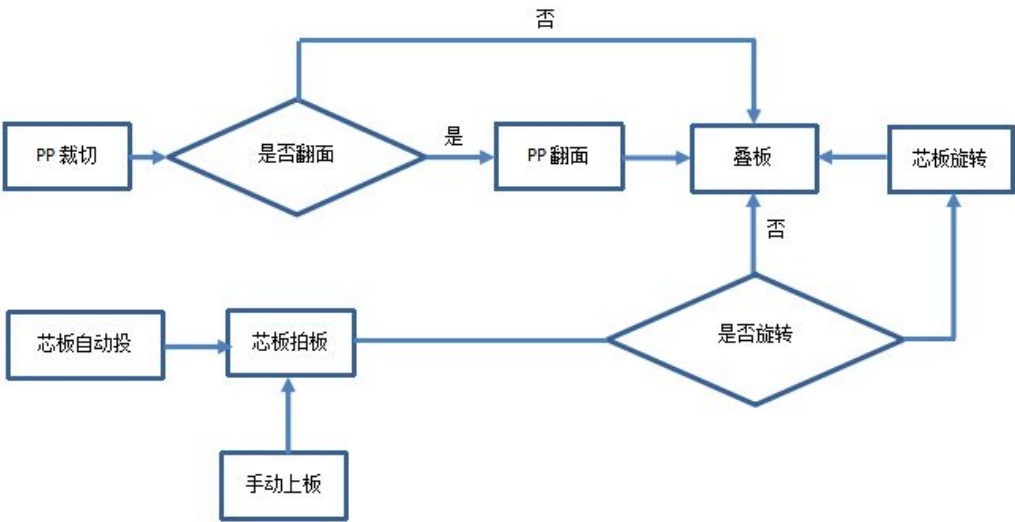 否
PP 裁切
是否翻面
是
PP 翻面
叠板
芯板旋转
否
芯板自动投
芯板拍板
是否旋转
手动上板